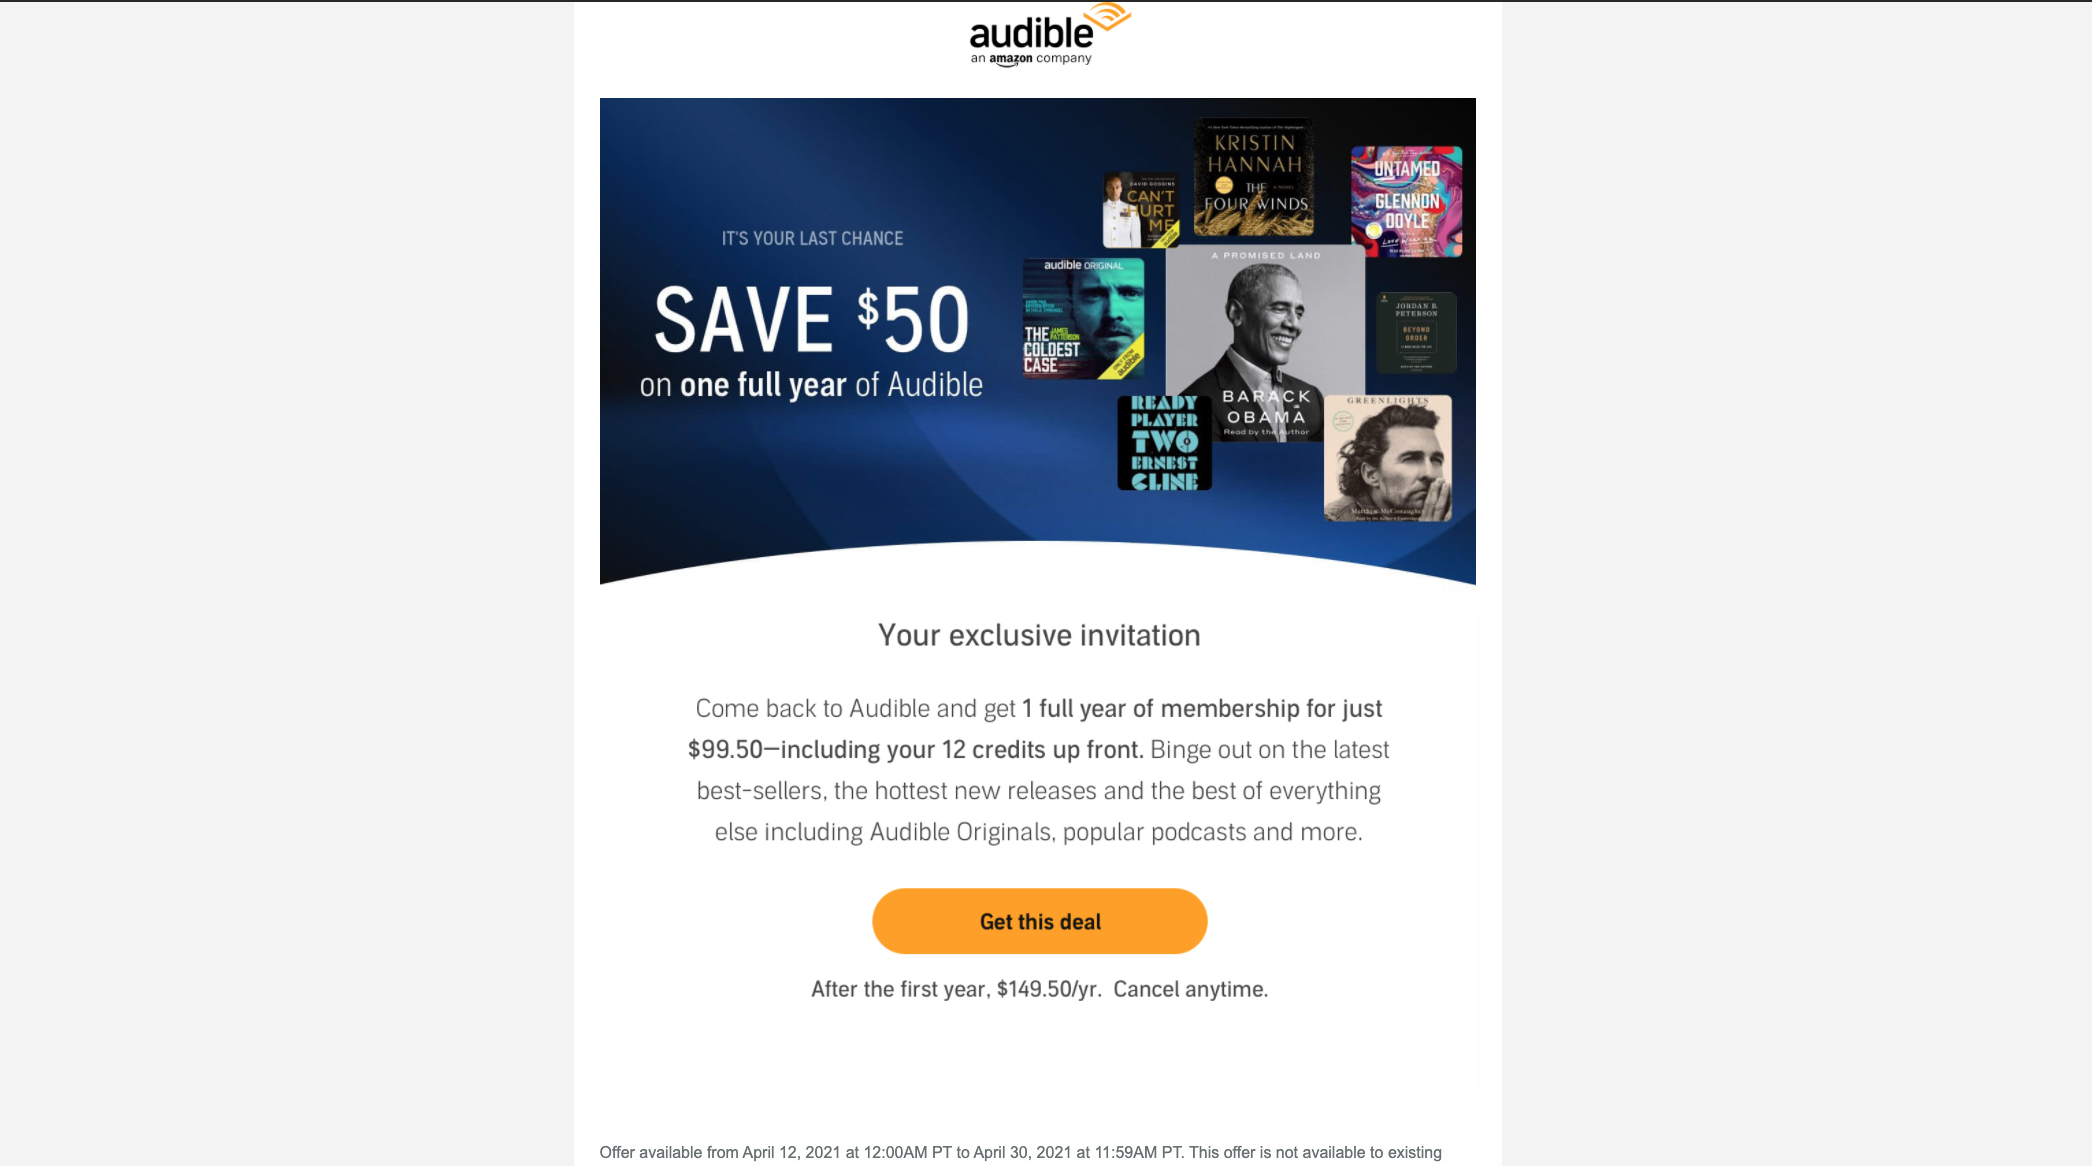 audible
an amazon company
IT'S YOUR LAST CHANCE
SAVE $50
on one full year of Audible
DAVID GOGGINS
CAN'T
HURT
ME
KRISTIN
HANNAH
THE
A NOVEL
FOUR WINDS
UNTAMED
GLENNON
DOYLE
audible ORIGINAL
THE JAMES PATTERSON
COLDEST
CASE
ONLY FROM
audible
A PROMISED LAND
BARACK
OBAMA
Read by the Author
JORDAN B.
PETERSON
BEYOND
ORDER
READY
PLAYER
TWO
ERNEST
CLINE
GREENLIGHTS
Matthew McConaughey
Your exclusive invitation
Come back to Audible and get 1 full year of membership for just
$99.50—including your 12 credits up front. Binge out on the latest
best-sellers, the hottest new releases and the best of everything
else including Audible Originals, popular podcasts and more.
Get this deal
After the first year, $149.50/yr. Cancel anytime.
Offer available from April 12, 2021 at 12:00AM PT to April 30, 2021 at 11:59AM PT. This offer is not available to existing